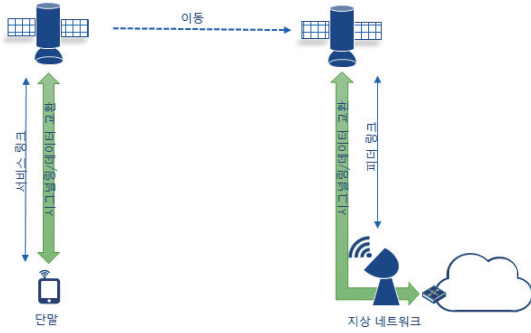 이동
서비스 링크
시그널링/데이터 교환
시그널링/데이터 교환
피더 링크
단말
지상 네트워크